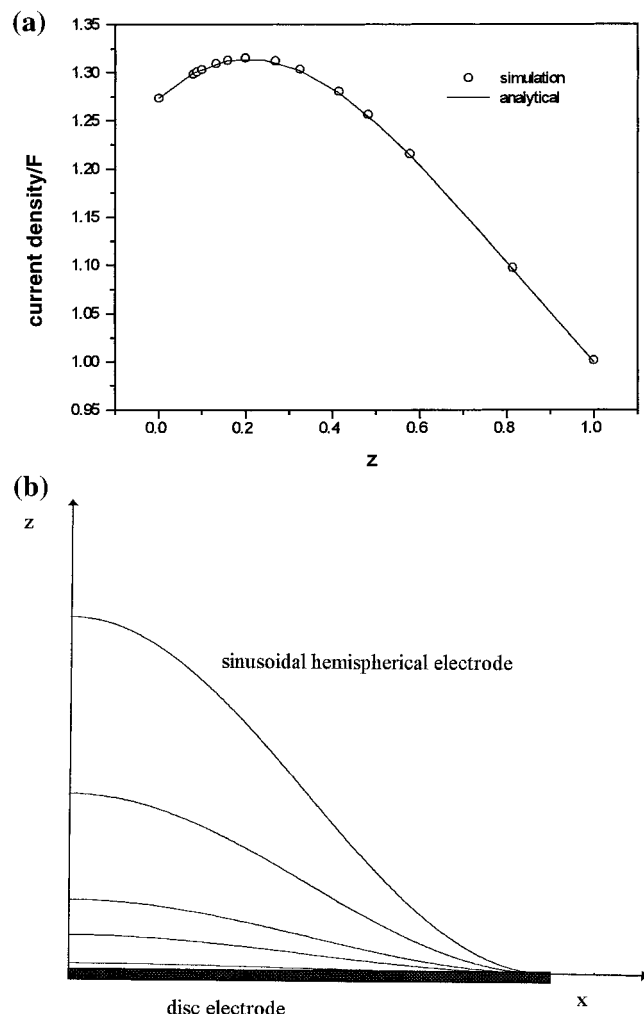 (a)
1.35
1.30
1.25
1.20
1.15
1.10
1.05
1.00
0.95
current density/F
simulation
analytical
0.0 0.2 0.4 0.6 0.8 1.0
z
(b)
z
sinusoidal hemispherical electrode
disc electrode
x